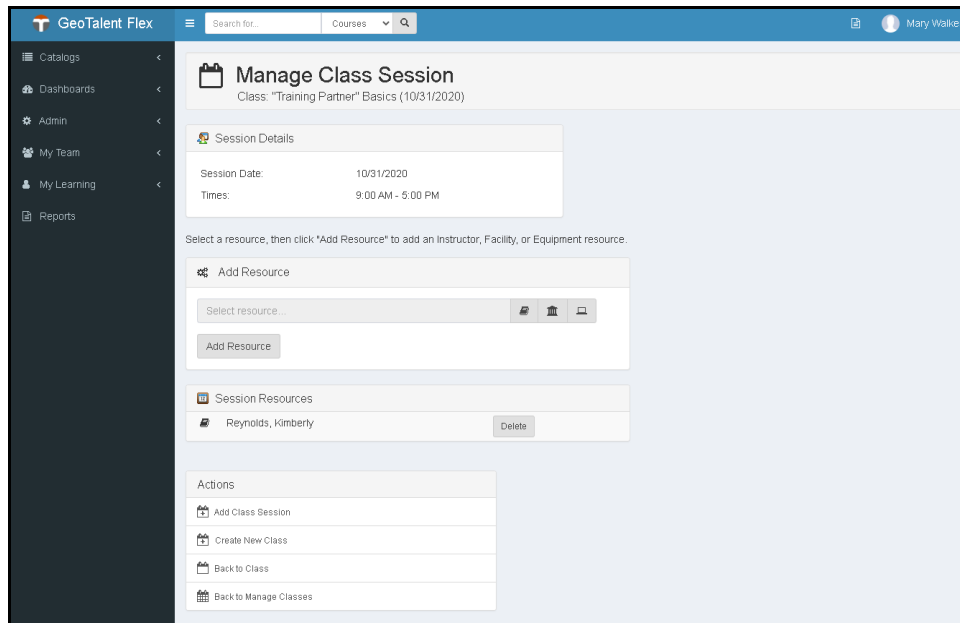 GeoTalent Flex
Search for...
Courses
Mary Walke
Catalogs
Dashboards
Admin
My Team
My Learning
Reports
Manage Class Session
Class: "Training Partner" Basics (10/31/2020)
Session Details
Session Date: 10/31/2020
Times: 9:00 AM - 5:00 PM
Select a resource, then click "Add Resource" to add an Instructor, Facility, or Equipment resource.
Add Resource
Select resource...
Add Resource
Session Resources
Reynolds, Kimberly Delete
Actions
Add Class Session
Create New Class
Back to Class
Back to Manage Classes